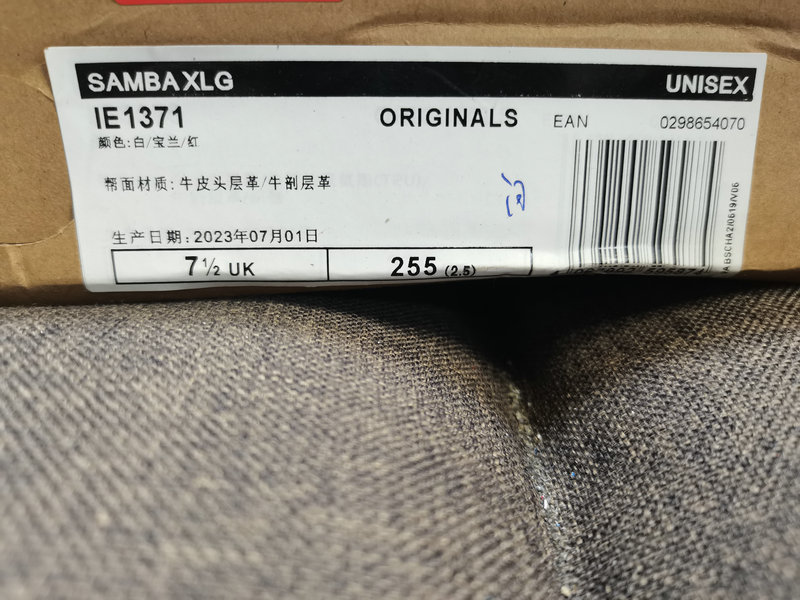 SAMBA XLG UNISEX
IE1371 ORIGINALS EAN 0298654070
颜色:白/宝兰/红
帮面材质:牛皮头层革/牛剖层革
生产日期:2023年07月01日
7½ UK 255 (2.5)